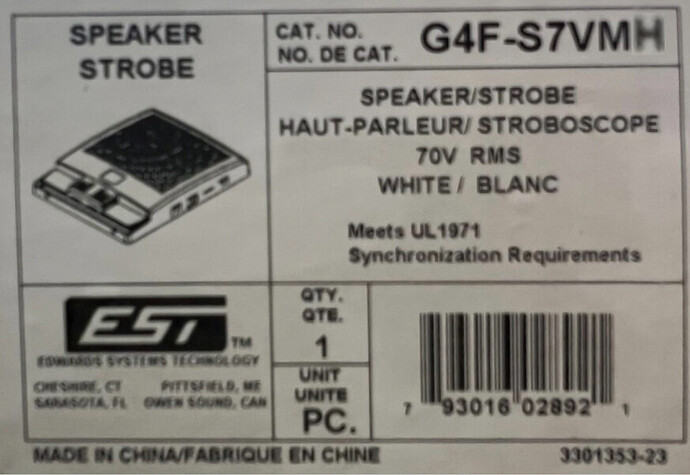 SPEAKER
STROBE
CAT. NO.
NO. DE CAT.
G4F-S7VMH
SPEAKER/STROBE
HAUT-PARLEUR/ STROBOSCOPE
70V RMS
WHITE / BLANC
Meets UL1971
Synchronization Requirements
EST TM
EDWARDS SYSTEMS TECHNOLOGY
CHESHIRE, CT PITTSFIELD, ME
SARASOTA, FL OWEN SOUND, CAN
QTY.
QTE.
1
UNIT
UNITE
PC.
7 93016 02892 1
MADE IN CHINA/FABRIQUE EN CHINE
3301353-23